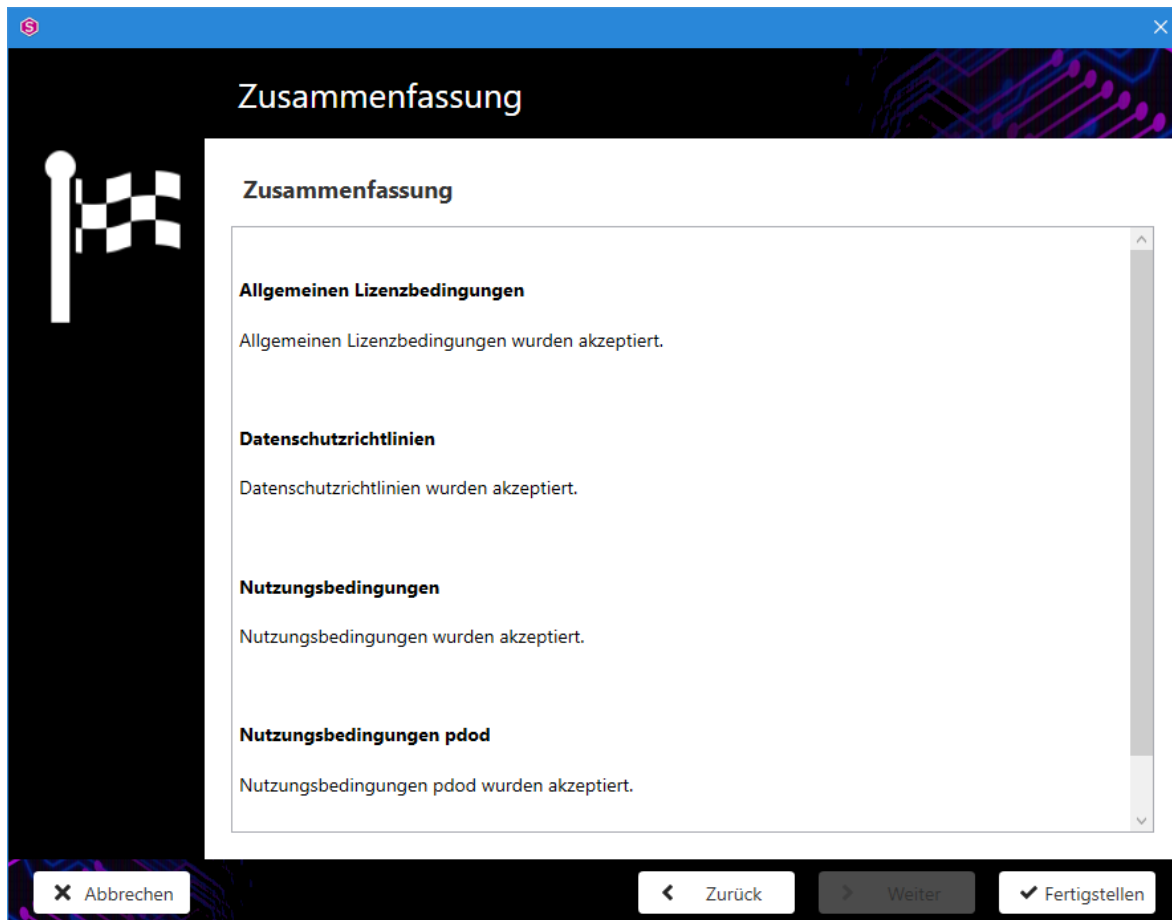 S
Zusammenfassung
Zusammenfassung
Allgemeinen Lizenzbedingungen
Allgemeinen Lizenzbedingungen wurden akzeptiert.
Datenschutzrichtlinien
Datenschutzrichtlinien wurden akzeptiert.
Nutzungsbedingungen
Nutzungsbedingungen wurden akzeptiert.
Nutzungsbedingungen pdod
Nutzungsbedingungen pdod wurden akzeptiert.
Abbrechen
Zurück
Weiter
Fertigstellen